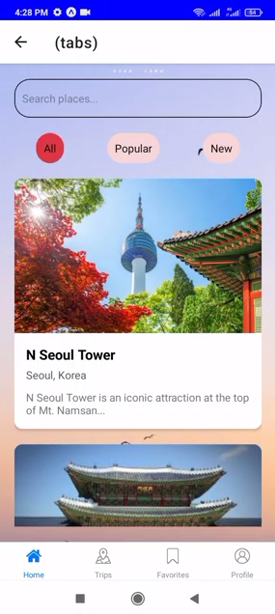 4:28 PM
54
(tabs)
Search places...
All
Popular
New
N Seoul Tower
Seoul, Korea
N Seoul Tower is an iconic attraction at the top
of Mt. Namsan...
Home
Trips
Favorites
Profile